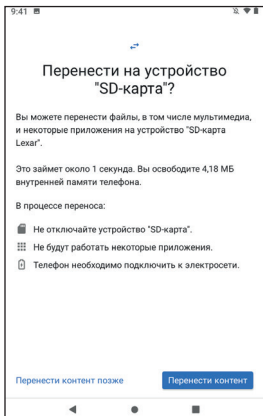 9:41
Перенести на устройство
"SD-карта"?
Вы можете перенести файлы, в том числе мультимедиа,
и некоторые приложения на устройство "SD-карта
Lexar".
Это займет около 1 секунда. Вы освободите 4,18 МБ
внутренней памяти телефона.
В процессе переноса:
Не отключайте устройство "SD-карта".
Не будут работать некоторые приложения.
Телефон необходимо подключить к электросети.
Перенести контент позже
Перенести контент